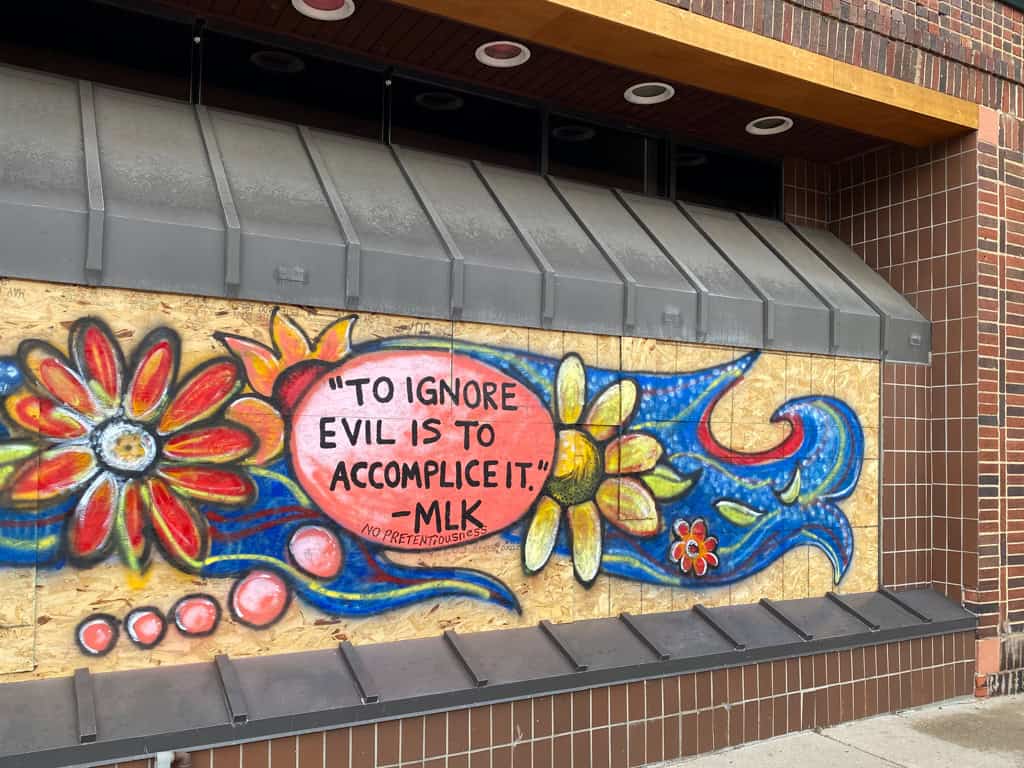 "TO IGNORE
EVIL IS TO
ACCOMPLICE IT."
-MLK
NO PRETENTIOUSNESS